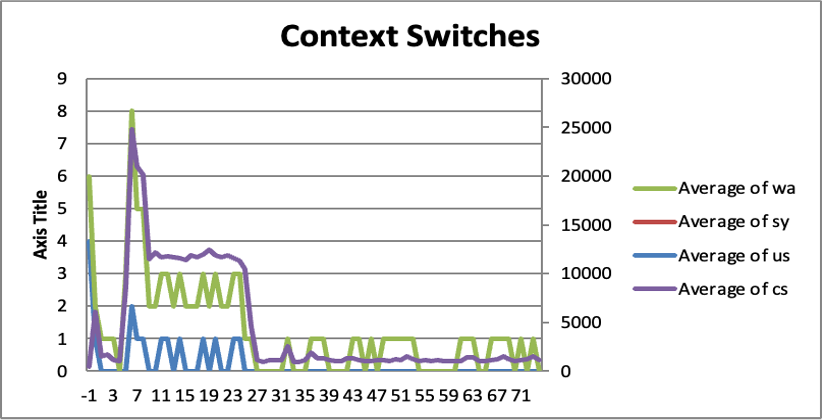 Context Switches
9
8
7
6
5
4
3
2
1
0
Axis Title
30000
25000
20000
15000
10000
5000
0
-1 3 7 11 15 19 23 27 31 35 39 43 47 51 55 59 63 67 71
Average of wa
Average of sy
Average of us
Average of cs